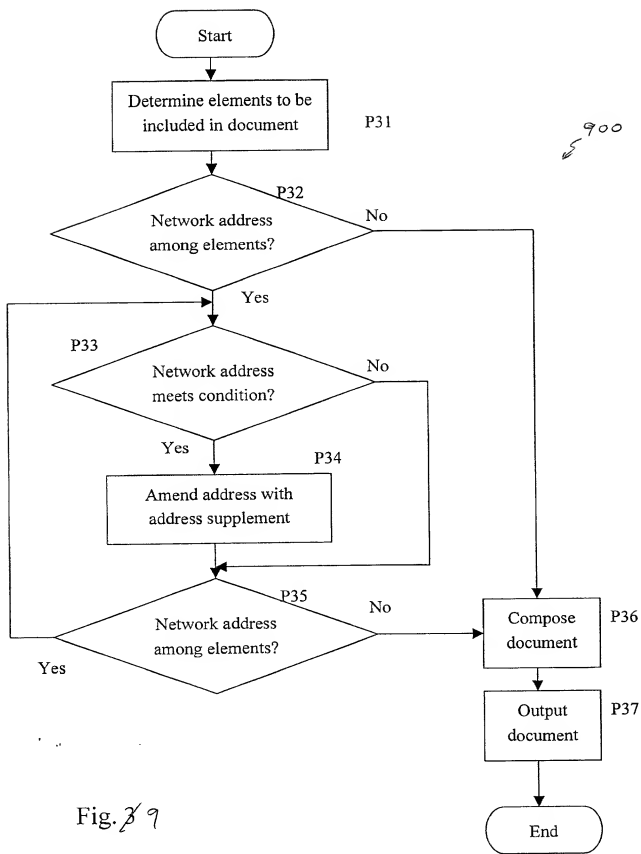 Start
Determine elements to be
included in document
P31
900
P32
Network address
among elements?
No
Yes
P33
Network address
meets condition?
No
Yes
P34
Amend address with
address supplement
P35
Network address
among elements?
No
Yes
Compose
document
P36
Output
document
P37
End
Fig. 3 9